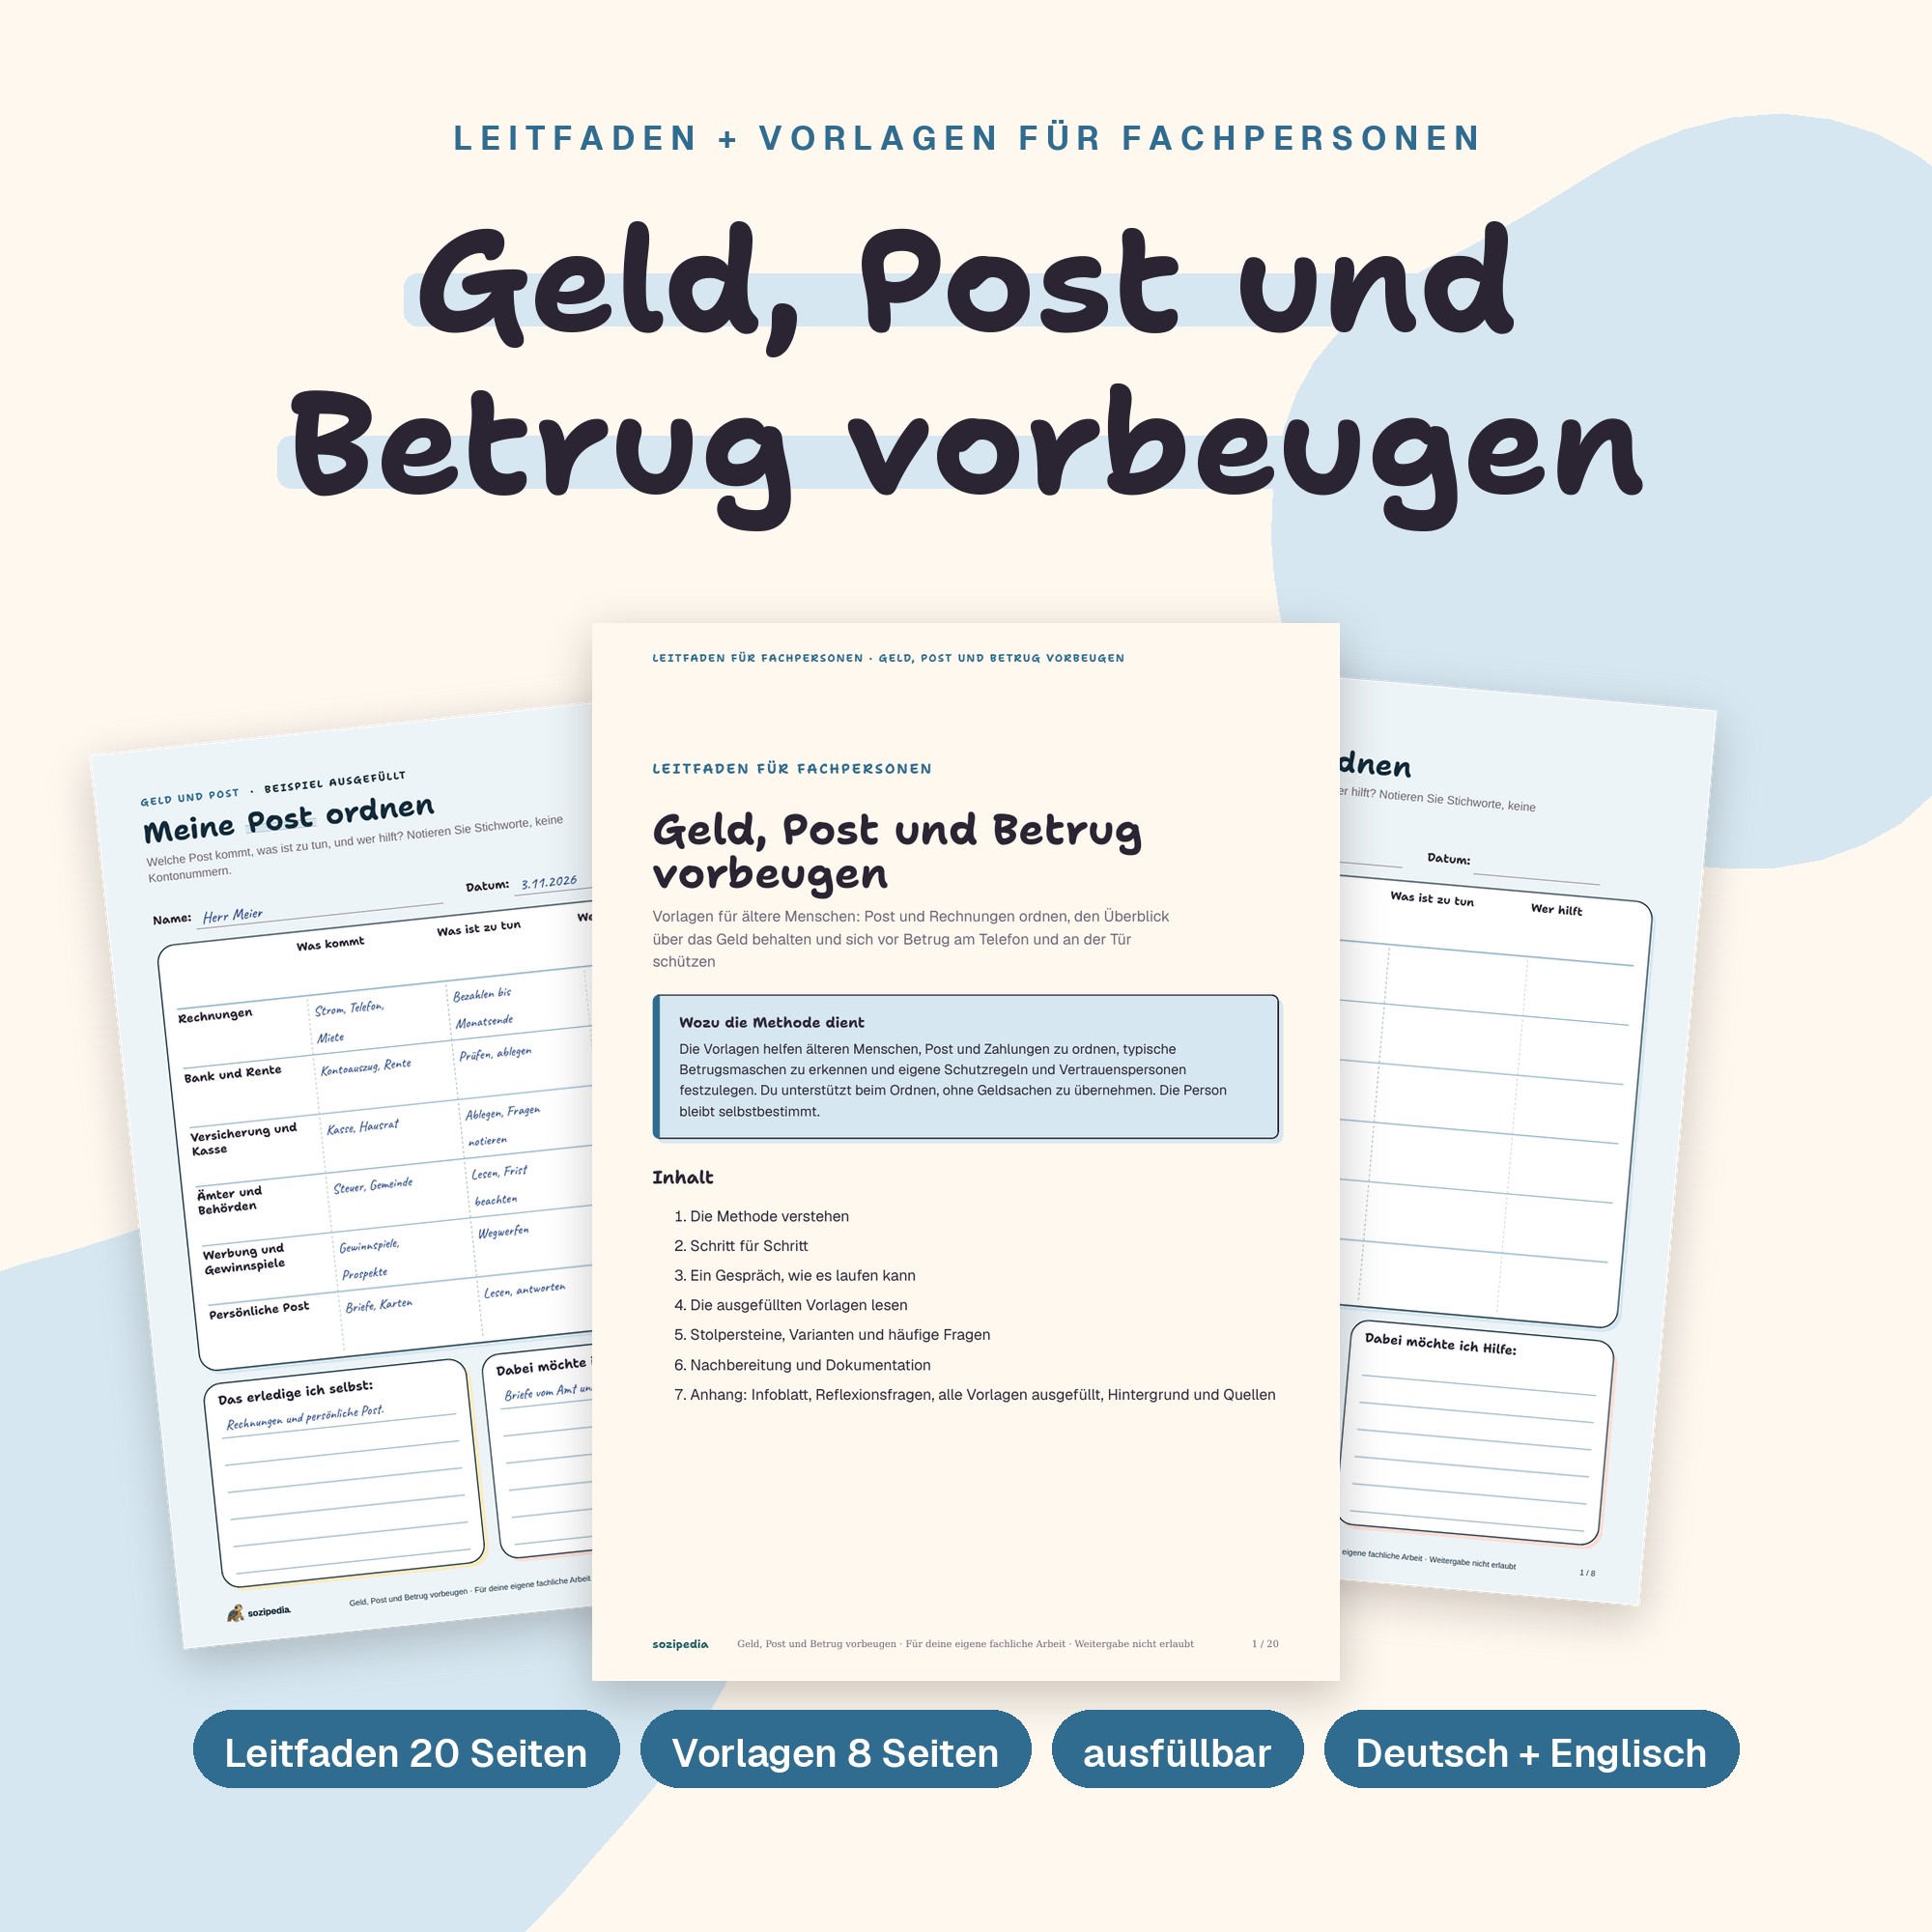 LEITFADEN + VORLAGEN FÜR FACHPERSONEN
Geld, Post und
Betrug vorbeugen
GELD UND POST · BEISPIEL AUSGEFÜLLT
Meine Post ordnen
Welche Post kommt, was ist zu tun, und wer hilft? Notieren Sie Stichworte, keine
Kontonummern.
Name: Herr Meier
Datum: 3.11.2026
Was kommt
Was ist zu tun
Rechnungen
Strom, Telefon,
Miete
Bezahlen bis
Monatsende
Bank und Rente
Kontoauszug, Rente
Prüfen, ablegen
Versicherung und
Kasse
Kasse, Hausrat
Ablegen, Fragen
notieren
Ämter und
Behörden
Steuer, Gemeinde
Lesen, Frist
beachten
Werbung und
Gewinnspiele
Gewinnspiele,
Prospekte
Wegwerfen
Persönliche Post
Briefe, Karten
Lesen, antworten
Das erledige ich selbst:
Rechnungen und persönliche Post.
Dabei möchte
Briefe vom Amt
sozipedia.
Geld, Post und Betrug vorbeugen · Für deine eigene fachliche Arbeit
LEITFADEN FÜR FACHPERSONEN · GELD, POST UND BETRUG VORBEUGEN
LEITFADEN FÜR FACHPERSONEN
Geld, Post und Betrug
vorbeugen
Vorlagen für ältere Menschen: Post und Rechnungen ordnen, den Überblick
über das Geld behalten und sich vor Betrug am Telefon und an der Tür
schützen
Wozu die Methode dient
Die Vorlagen helfen älteren Menschen, Post und Zahlungen zu ordnen, typische
Betrugsmaschen zu erkennen und eigene Schutzregeln und Vertrauenspersonen
festzulegen. Du unterstützt beim Ordnen, ohne Geldsachen zu übernehmen. Die Person
bleibt selbstbestimmt.
Inhalt
1. Die Methode verstehen
2. Schritt für Schritt
3. Ein Gespräch, wie es laufen kann
4. Die ausgefüllten Vorlagen lesen
5. Stolpersteine, Varianten und häufige Fragen
6. Nachbereitung und Dokumentation
7. Anhang: Infoblatt, Reflexionsfragen, alle Vorlagen ausgefüllt, Hintergrund und Quellen
sozipedia
Geld, Post und Betrug vorbeugen · Für deine eigene fachliche Arbeit · Weitergabe nicht erlaubt
1 / 20
hilft? Notieren Sie Stichworte, keine
Datum:
Was ist zu tun
Wer hilft
Dabei möchte ich Hilfe:
eigene fachliche Arbeit · Weitergabe nicht erlaubt
1 / 8
Leitfaden 20 Seiten
Vorlagen 8 Seiten
ausfüllbar
Deutsch + Englisch